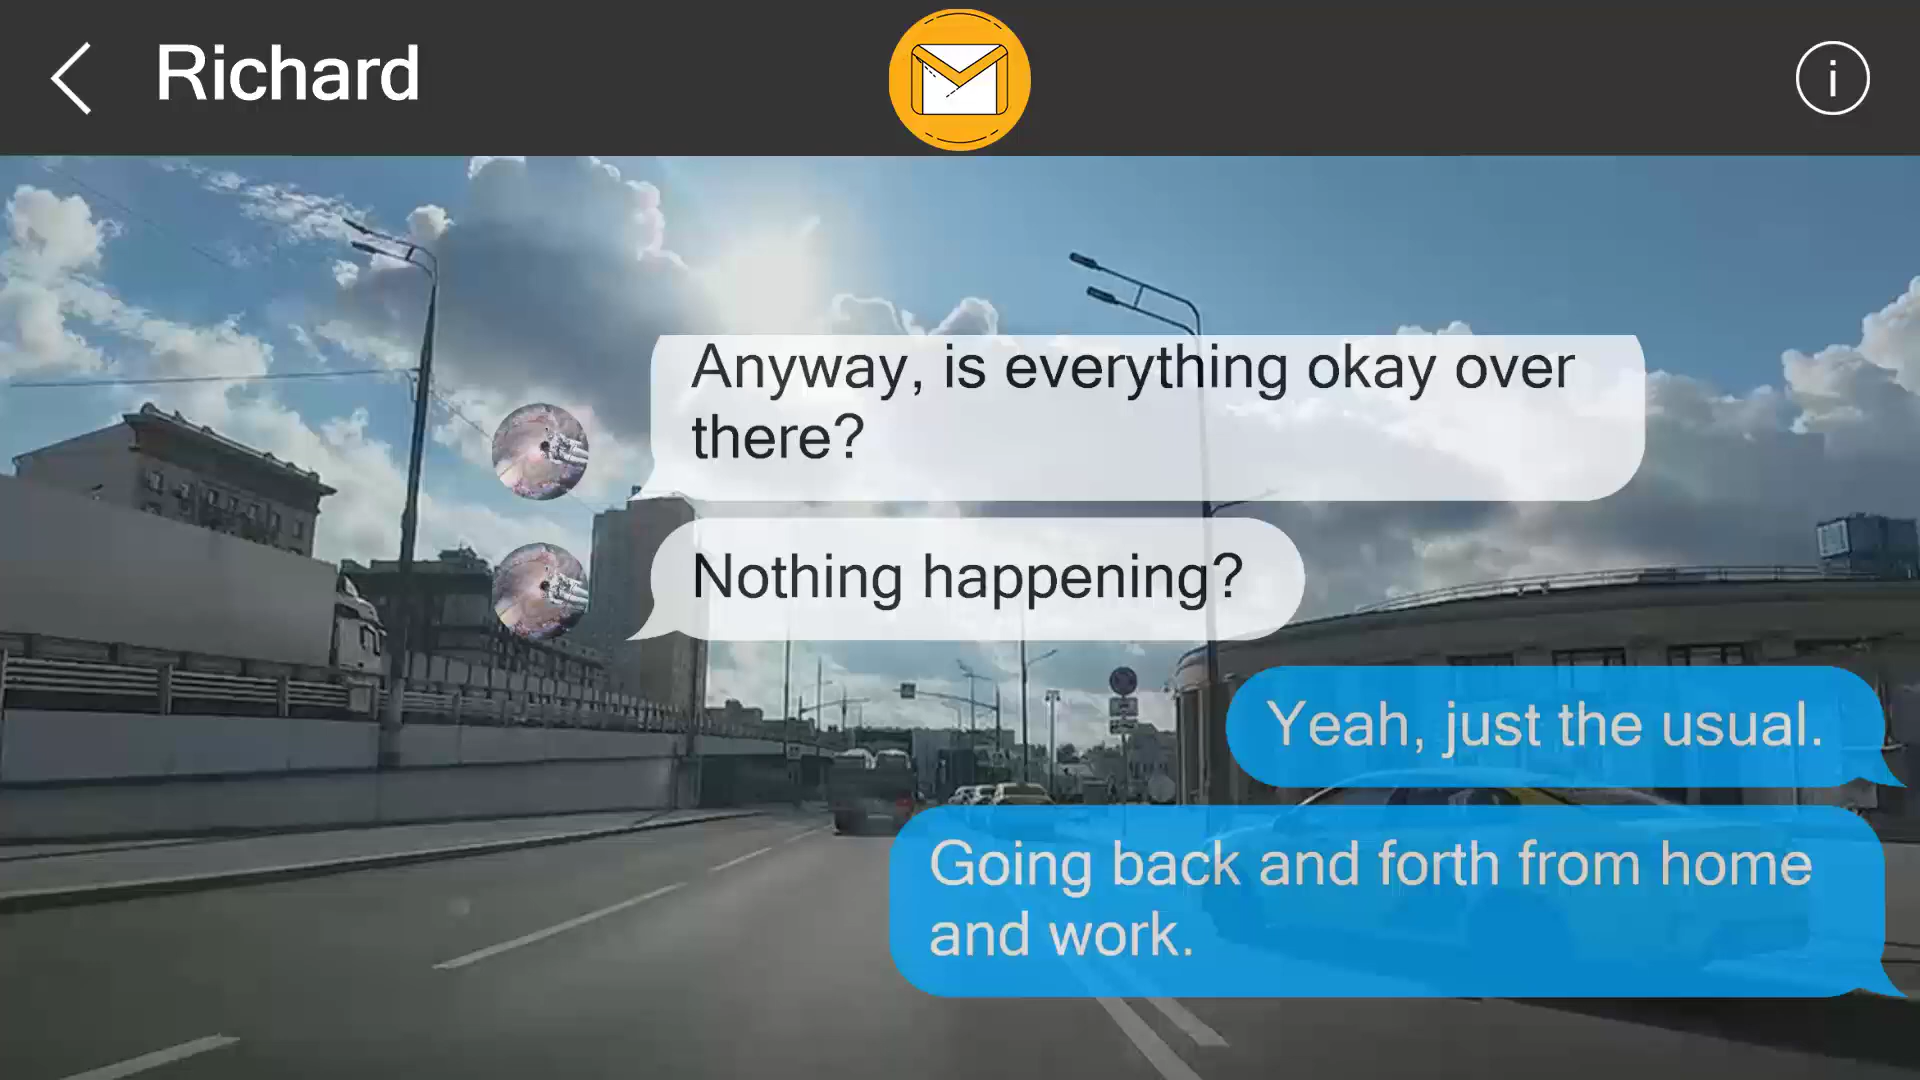 Richard
Anyway, is everything okay over
there?
Nothing happening?
Yeah, just the usual.
Going back and forth from home
and work.